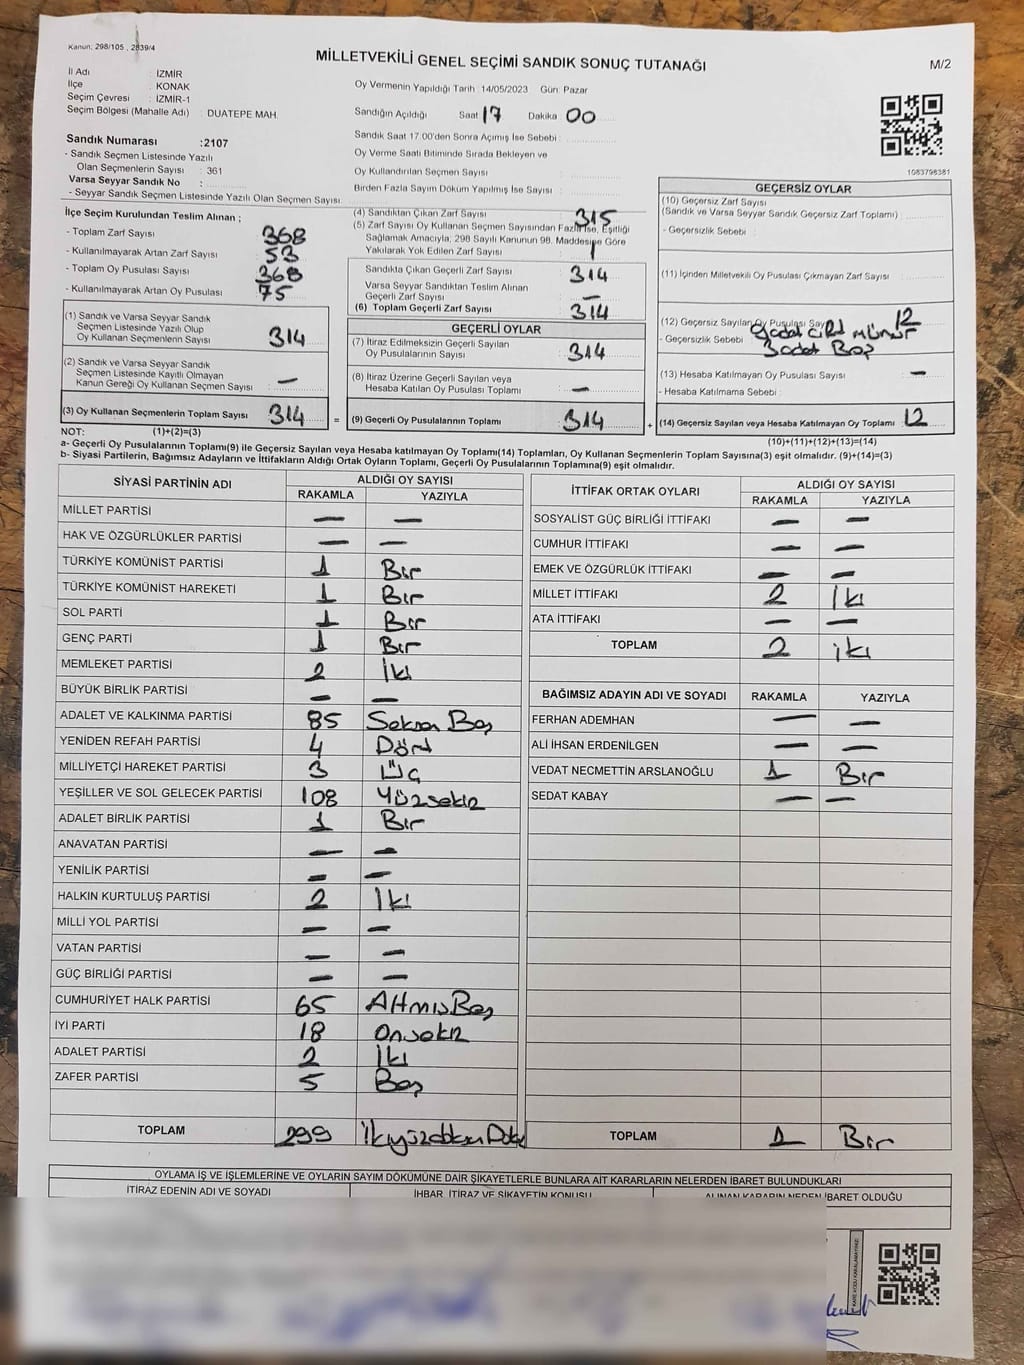 Kanun: 298/105 , 2839/4
MİLLETVEKİLİ GENEL SEÇİMİ SANDIK SONUÇ TUTANAĞI
M/2
İl Adı : İZMİR
İlçe : KONAK
Seçim Çevresi : İZMİR-1
Seçim Bölgesi (Mahalle Adı) : DUATEPE MAH.
Oy Vermenin Yapıldığı Tarih :14/05/2023 Gün: Pazar
Sandığın Açıldığı Saat 17 Dakika 00
Sandık Saat 17.00'den Sonra Açımış İse Sebebi :
Oy Verme Saati Bitiminde Sırada Bekleyen ve
Oy Kullandırılan Seçmen Sayısı
Birden Fazla Sayım Döküm Yapılmış İse Sayısı :
1083798381
Sandık Numarası :2107
- Sandık Seçmen Listesinde Yazılı
Olan Seçmenlerin Sayısı : 361
Varsa Seyyar Sandık No :
- Seyyar Sandık Seçmen Listesinde Yazılı Olan Seçmen Sayısı
İlçe Seçim Kurulundan Teslim Alınan ;
- Toplam Zarf Sayısı 368
- Kullanılmayarak Artan Zarf Sayısı 53
- Toplam Oy Pusulası Sayısı 368
- Kullanılmayarak Artan Oy Pusulası 75
(4) Sandıktan Çıkan Zarf Sayısı 315
(5) Zarf Sayısı Oy Kullanan Seçmen Sayısından Fazla İse, Eşitliği
Sağlamak Amacıyla, 298 Sayılı Kanunun 98. Maddesine Göre
Yakılarak Yok Edilen Zarf Sayısı 1
Sandıkta Çıkan Geçerli Zarf Sayısı 314
Varsa Seyyar Sandıktan Teslim Alınan
Geçerli Zarf Sayısı —
(6) Toplam Geçerli Zarf Sayısı 314
GEÇERSİZ OYLAR
(10) Geçersiz Zarf Sayısı
(Sandık ve Varsa Seyyar Sandık Geçersiz Zarf Toplamı) :
- Geçersizlik Sebebi :
(11) İçinden Milletvekili Oy Pusulası Çıkmayan Zarf Sayısı :
(12) Geçersiz Sayılan Oy Pusulası Sayısı 12
- Geçersizlik Sebebi 9 adet Çift mühür
3 adet Boş
(13) Hesaba Katılmayan Oy Pusulası Sayısı —
- Hesaba Katılmama Sebebi :
(14) Geçersiz Sayılan veya Hesaba Katılmayan Oy Toplamı 12
(10)+(11)+(12)+(13)=(14)
(1) Sandık ve Varsa Seyyar Sandık
Seçmen Listesinde Yazılı Olup
Oy Kullanan Seçmenlerin Sayısı 314
(2) Sandık ve Varsa Seyyar Sandık
Seçmen Listesinde Kayıtlı Olmayan
Kanun Gereği Oy Kullanan Seçmen Sayısı —
(3) Oy Kullanan Seçmenlerin Toplam Sayısı 314 =
GEÇERLİ OYLAR
(7) İtiraz Edilmeksizin Geçerli Sayılan
Oy Pusulalarının Sayısı 314
(8) İtiraz Üzerine Geçerli Sayılan veya
Hesaba Katılan Oy Pusulası Toplamı —
(9) Geçerli Oy Pusulalarının Toplamı 314 +
NOT: (1)+(2)=(3)
a- Geçerli Oy Pusulalarının Toplamı(9) ile Geçersiz Sayılan veya Hesaba katılmayan Oy Toplamı(14) Toplamları, Oy Kullanan Seçmenlerin Toplam Sayısına(3) eşit olmalıdır. (9)+(14)=(3)
b- Siyasi Partilerin, Bağımsız Adayların ve İttifakların Aldığı Ortak Oyların Toplamı, Geçerli Oy Pusulalarının Toplamına(9) eşit olmalıdır.
SİYASİ PARTİNİN ADI ALDIĞI OY SAYISI
RAKAMLA YAZIYLA
MİLLET PARTİSİ — —
HAK VE ÖZGÜRLÜKLER PARTİSİ — —
TÜRKİYE KOMÜNİST PARTİSİ 1 Bir
TÜRKİYE KOMÜNİST HAREKETİ 1 Bir
SOL PARTİ 1 Bir
GENÇ PARTİ 1 Bir
MEMLEKET PARTİSİ 2 İki
BÜYÜK BİRLİK PARTİSİ — —
ADALET VE KALKINMA PARTİSİ 85 Seksen Beş
YENİDEN REFAH PARTİSİ 4 Dört
MİLLİYETÇİ HAREKET PARTİSİ 3 Üç
YEŞİLLER VE SOL GELECEK PARTİSİ 108 Yüzsekiz
ADALET BİRLİK PARTİSİ 1 Bir
ANAVATAN PARTİSİ — —
YENİLİK PARTİSİ — —
HALKIN KURTULUŞ PARTİSİ 2 İki
MİLLİ YOL PARTİSİ — —
VATAN PARTİSİ — —
GÜÇ BİRLİĞİ PARTİSİ — —
CUMHURİYET HALK PARTİSİ 65 Altmış Beş
İYİ PARTİ 18 Onsekiz
ADALET PARTİSİ 2 İki
ZAFER PARTİSİ 5 Beş
TOPLAM 299
İTTİFAK ORTAK OYLARI ALDIĞI OY SAYISI
RAKAMLA YAZIYLA
SOSYALİST GÜÇ BİRLİĞİ İTTİFAKI — —
CUMHUR İTTİFAKI — —
EMEK VE ÖZGÜRLÜK İTTİFAKI — —
MİLLET İTTİFAKI 2 İki
ATA İTTİFAKI — —
TOPLAM 2 iki
BAĞIMSIZ ADAYIN ADI VE SOYADI RAKAMLA YAZIYLA
FERHAN ADEMHAN — —
ALİ İHSAN ERDENİLGEN — —
VEDAT NECMETTİN ARSLANOĞLU 1 Bir
SEDAT KABAY — —
TOPLAM 1 Bir
OYLAMA İŞ VE İŞLEMLERİNE VE OYLARIN SAYIM DÖKÜMÜNE DAİR ŞİKAYETLERLE BUNLARA AİT KARARLARIN NELERDEN İBARET BULUNDUKLARI
İTİRAZ EDENİN ADI VE SOYADI İHBAR, İTİRAZ VE ŞİKAYETİN KONUSU ALINAN KARARIN NEDEN İBARET OLDUĞU